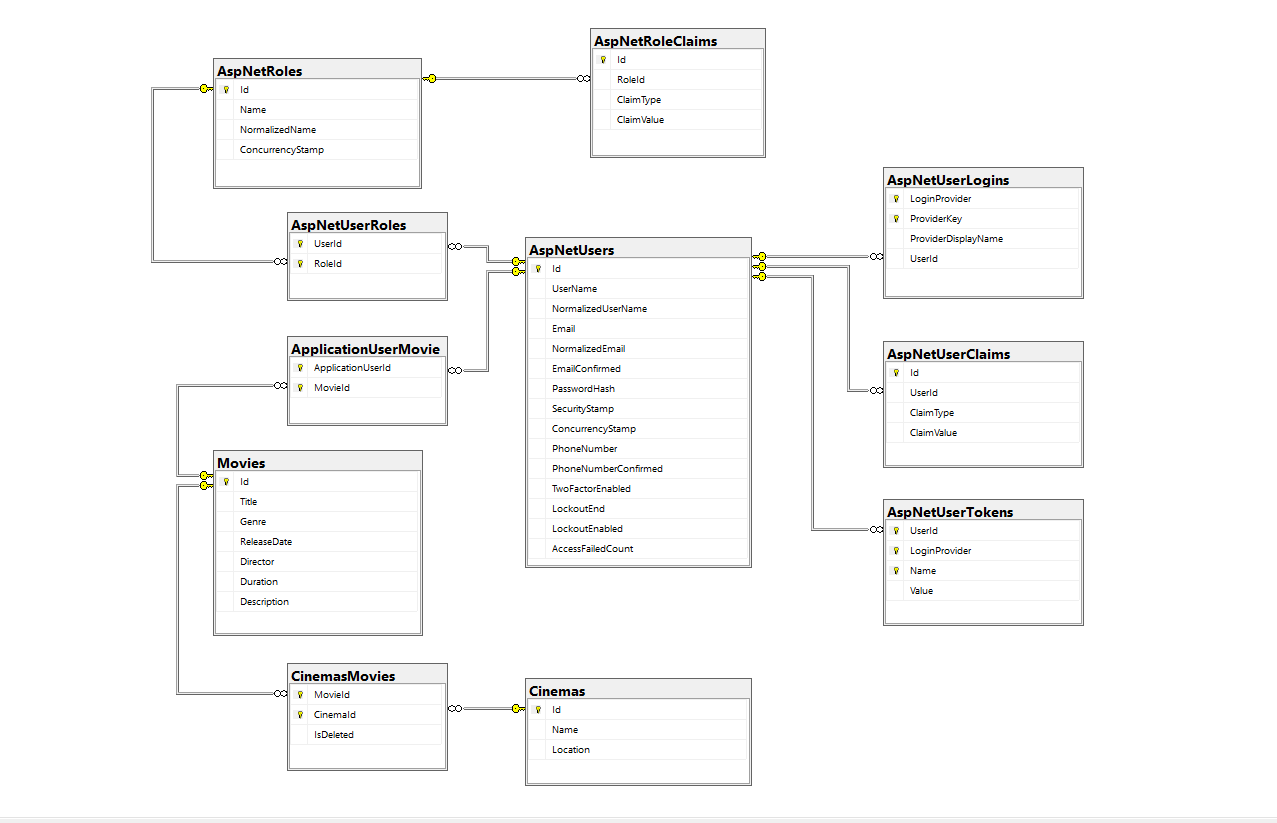 AspNetRoleClaims
Id
RoleId
ClaimType
ClaimValue
AspNetRoles
Id
Name
NormalizedName
ConcurrencyStamp
AspNetUserLogins
LoginProvider
ProviderKey
ProviderDisplayName
UserId
AspNetUserRoles
UserId
RoleId
AspNetUsers
Id
UserName
NormalizedUserName
Email
NormalizedEmail
EmailConfirmed
PasswordHash
SecurityStamp
ConcurrencyStamp
PhoneNumber
PhoneNumberConfirmed
TwoFactorEnabled
LockoutEnd
LockoutEnabled
AccessFailedCount
ApplicationUserMovie
ApplicationUserId
MovieId
AspNetUserClaims
Id
UserId
ClaimType
ClaimValue
Movies
Id
Title
Genre
ReleaseDate
Director
Duration
Description
AspNetUserTokens
UserId
LoginProvider
Name
Value
CinemasMovies
MovieId
CinemaId
IsDeleted
Cinemas
Id
Name
Location